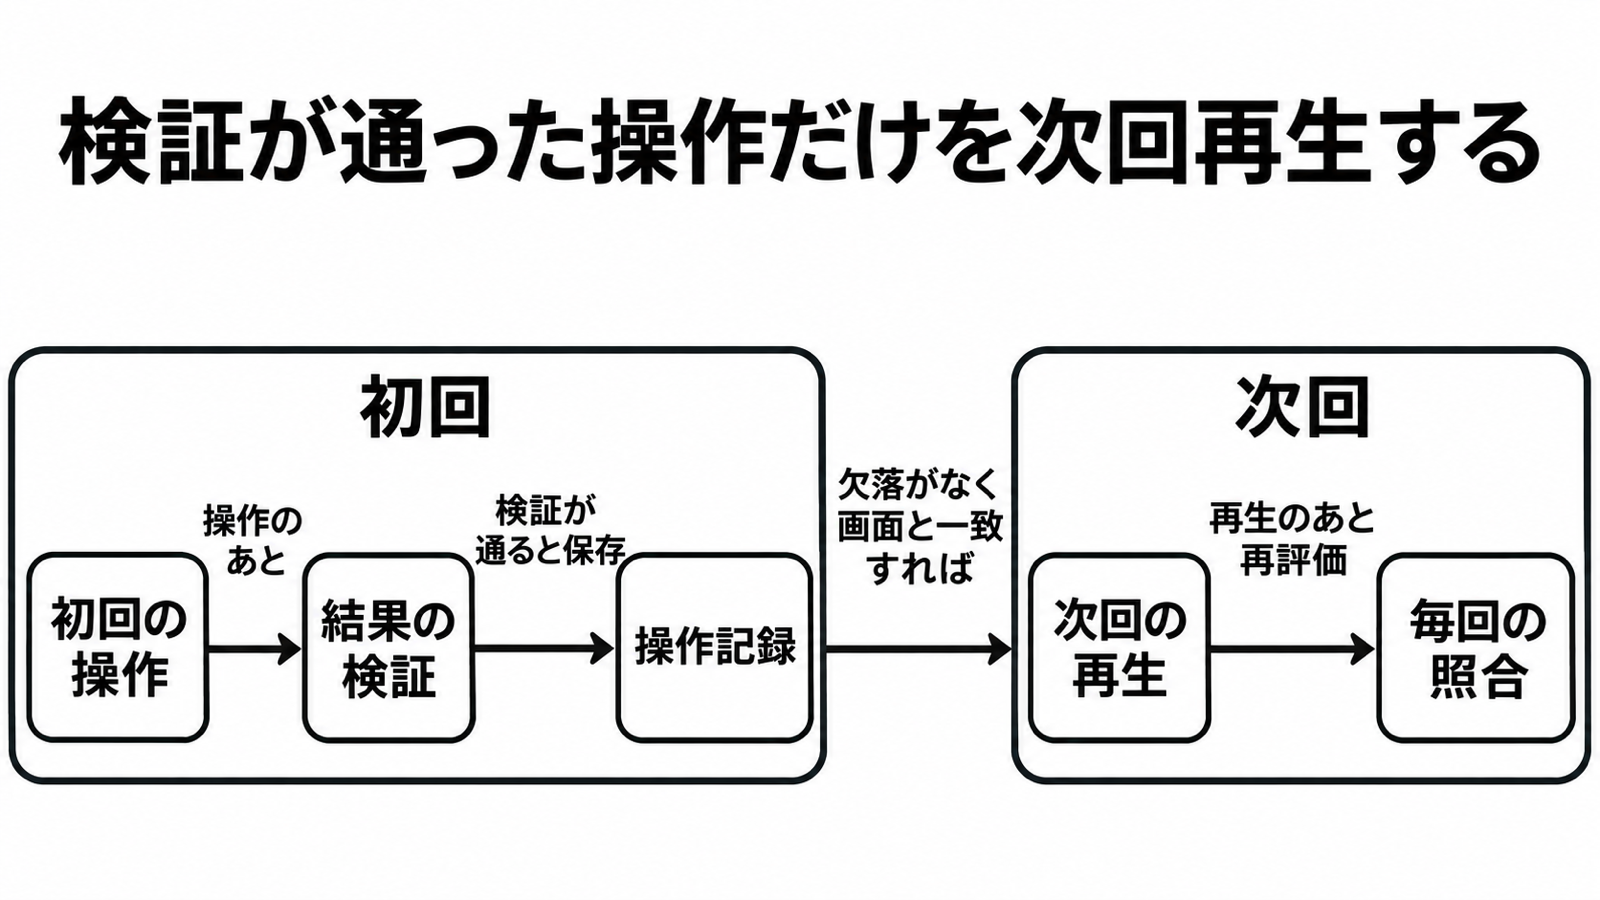 検証が通った操作だけを次回再生する
初回
操作の
あと
検証が
通ると保存
初回の
操作
結果の
検証
操作記録
欠落がなく
画面と一致
すれば
次回
再生のあと
再評価
次回の
再生
毎回の
照合